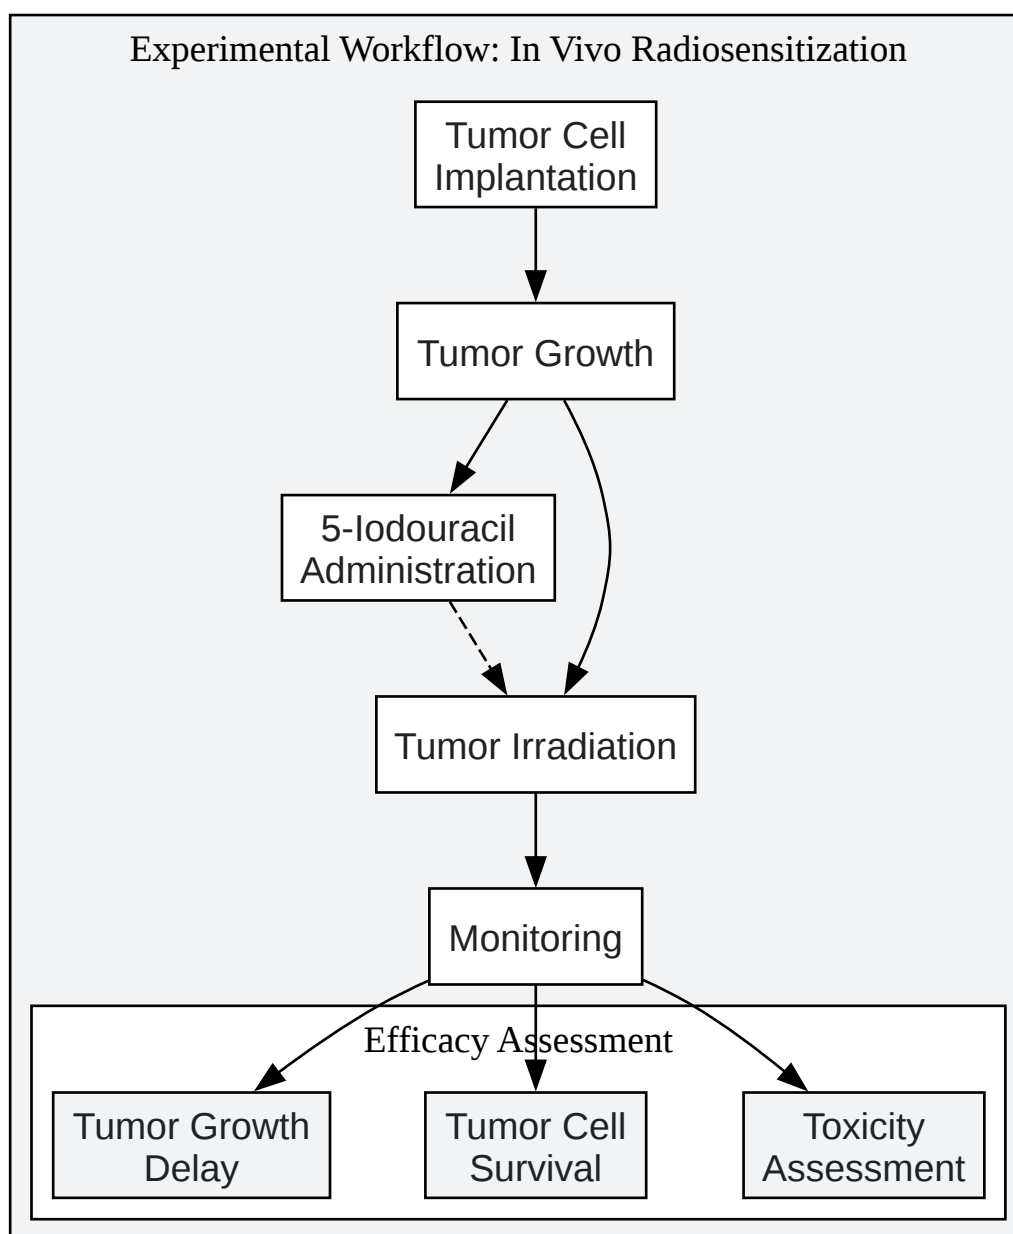 Experimental Workflow: In Vivo Radiosensitization
Tumor Cell
Implantation
Tumor Growth
5-Iodouracil
Administration
Tumor Irradiation
Monitoring
Efficacy Assessment
Tumor Growth
Delay
Tumor Cell
Survival
Toxicity
Assessment